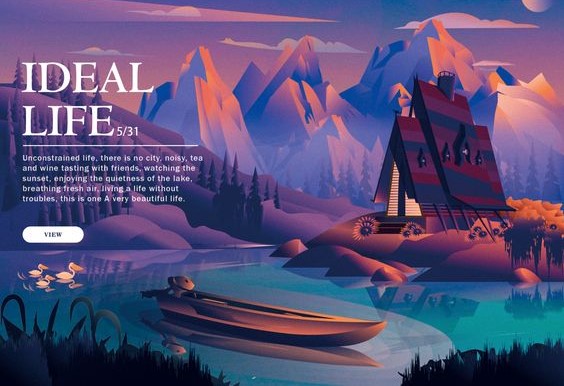 IDEAL
LIFE 5/31
Unconstrained life, there is no city, noisy, tea
and wine tasting with friends, watching the
sunset, enjoying the quietness of the lake,
breathing fresh air, living a life without
troubles, this is one A very beautiful life.
VIEW